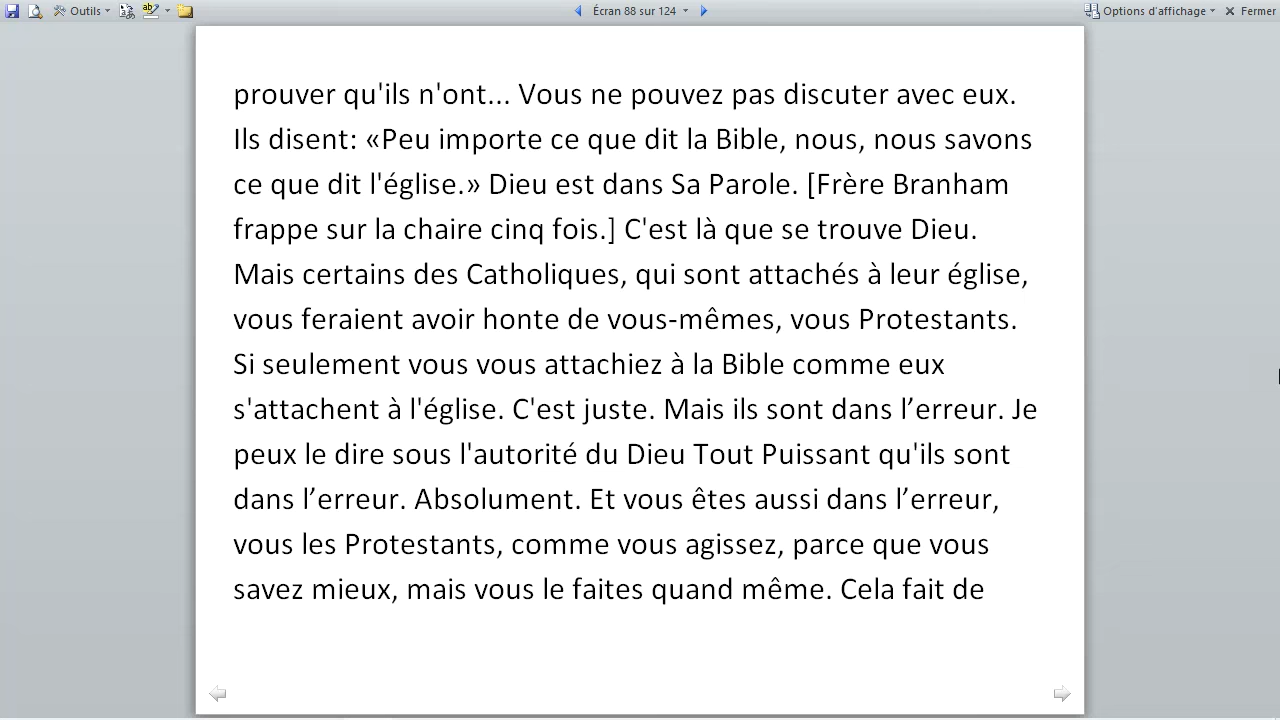 Outils
Écran 88 sur 124
Options d'affichage
Fermer
prouver qu'ils n'ont... Vous ne pouvez pas discuter avec eux.
Ils disent: «Peu importe ce que dit la Bible, nous, nous savons
ce que dit l'église.» Dieu est dans Sa Parole. [Frère Branham
frappe sur la chaire cinq fois.] C'est là que se trouve Dieu.
Mais certains des Catholiques, qui sont attachés à leur église,
vous feraient avoir honte de vous-mêmes, vous Protestants.
Si seulement vous vous attachiez à la Bible comme eux
s'attachent à l'église. C'est juste. Mais ils sont dans l’erreur. Je
peux le dire sous l'autorité du Dieu Tout Puissant qu'ils sont
dans l’erreur. Absolument. Et vous êtes aussi dans l’erreur,
vous les Protestants, comme vous agissez, parce que vous
savez mieux, mais vous le faites quand même. Cela fait de